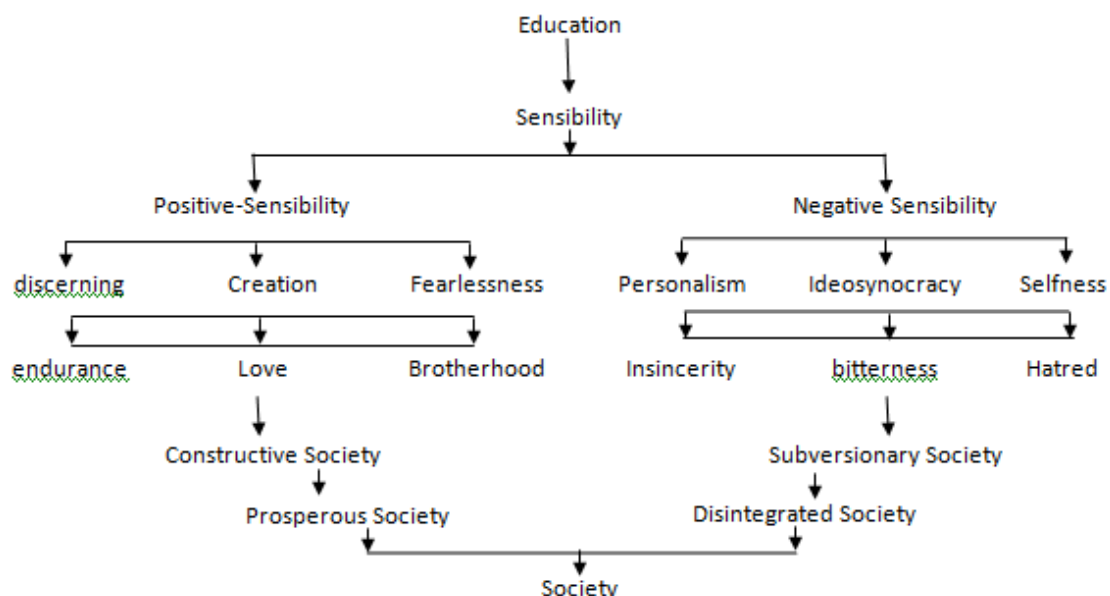 Education
Sensibility
Positive-Sensibility Negative Sensibility
discerning Creation Fearlessness Personalism Ideosynocracy Selfness
endurance Love Brotherhood Insincerity bitterness Hatred
Constructive Society Subversionary Society
Prosperous Society Disintegrated Society
Society